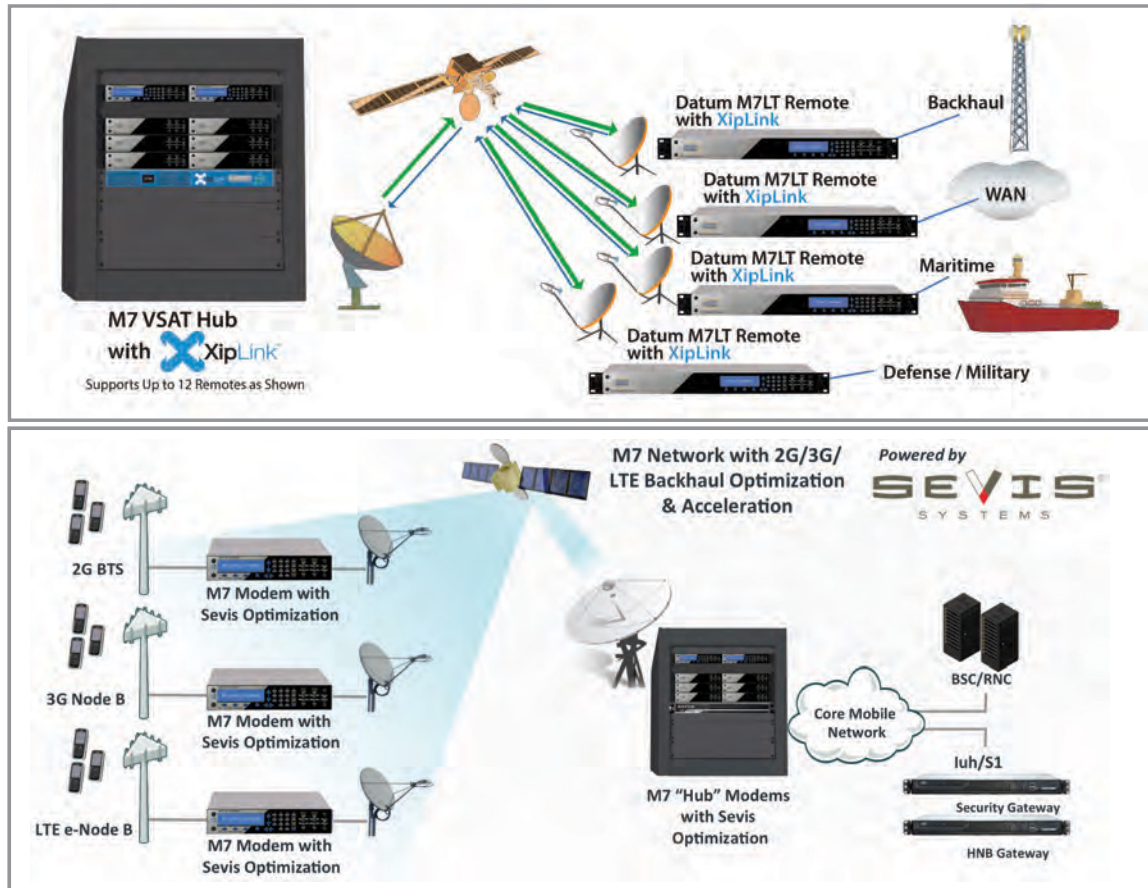 Datum M7LT Remote
with XipLink
Backhaul
Datum M7LT Remote
with XipLink
WAN
Datum M7LT Remote
with XipLink
Maritime
Datum M7LT Remote
with XipLink
Defense / Military
M7 VSAT Hub
with XipLink™
Supports Up to 12 Remotes as Shown
M7 Network with 2G/3G/
LTE Backhaul Optimization
& Acceleration
Powered by
SEVIS®
SYSTEMS
2G BTS
M7 Modem with
Sevis Optimization
3G Node B
M7 Modem with
Sevis Optimization
LTE e-Node B
M7 Modem with
Sevis Optimization
M7 “Hub” Modems
with Sevis
Optimization
Core Mobile
Network
BSC/RNC
Iuh/S1
Security Gateway
HNB Gateway